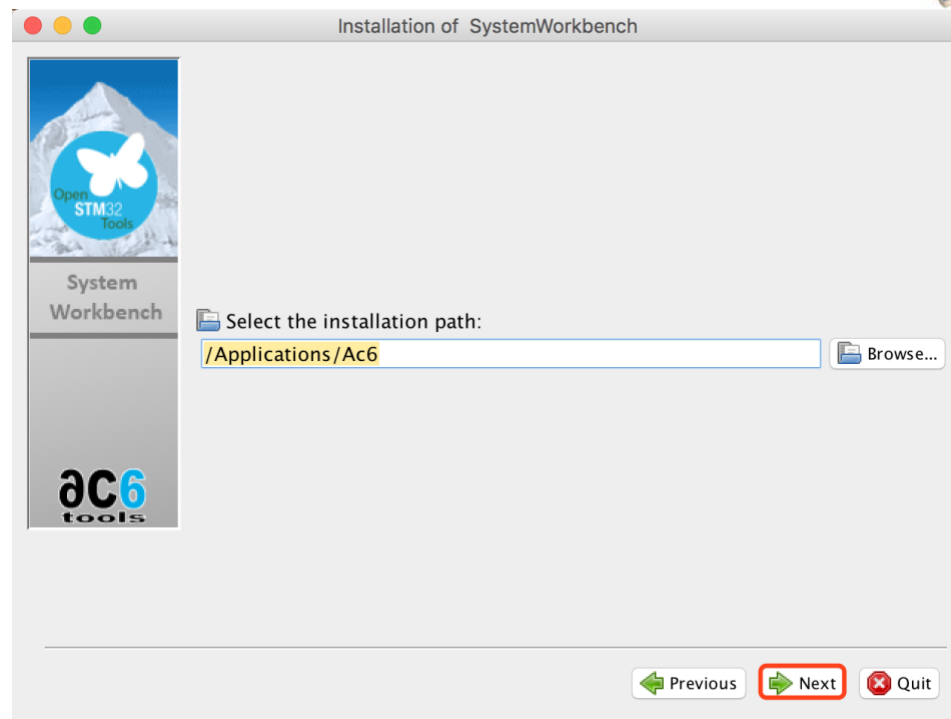 Installation of SystemWorkbench
Open
STM32
Tools
System
Workbench
Select the installation path:
/Applications/Ac6
Browse...
ac6
tools
Previous
Next
Quit